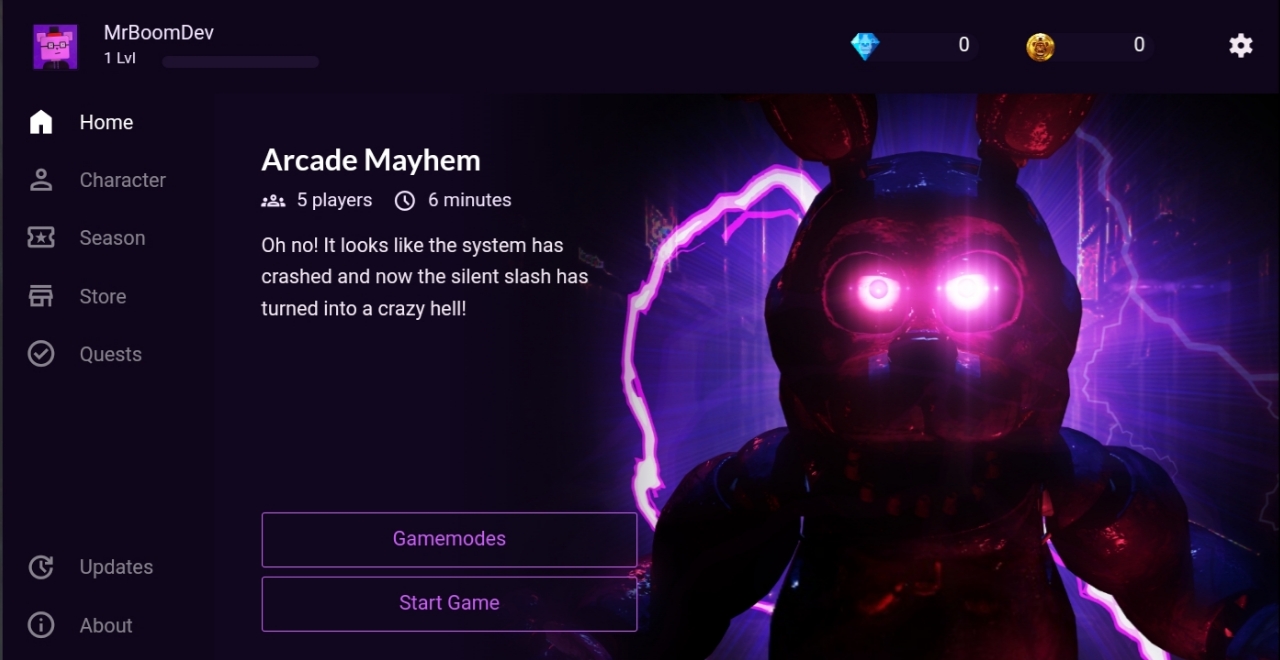 MrBoomDev
1 Lvl
0
0
Home
Character
Season
Store
Quests
Updates
About
Arcade Mayhem
5 players 6 minutes
Oh no! It looks like the system has
crashed and now the silent slash has
turned into a crazy hell!
Gamemodes
Start Game